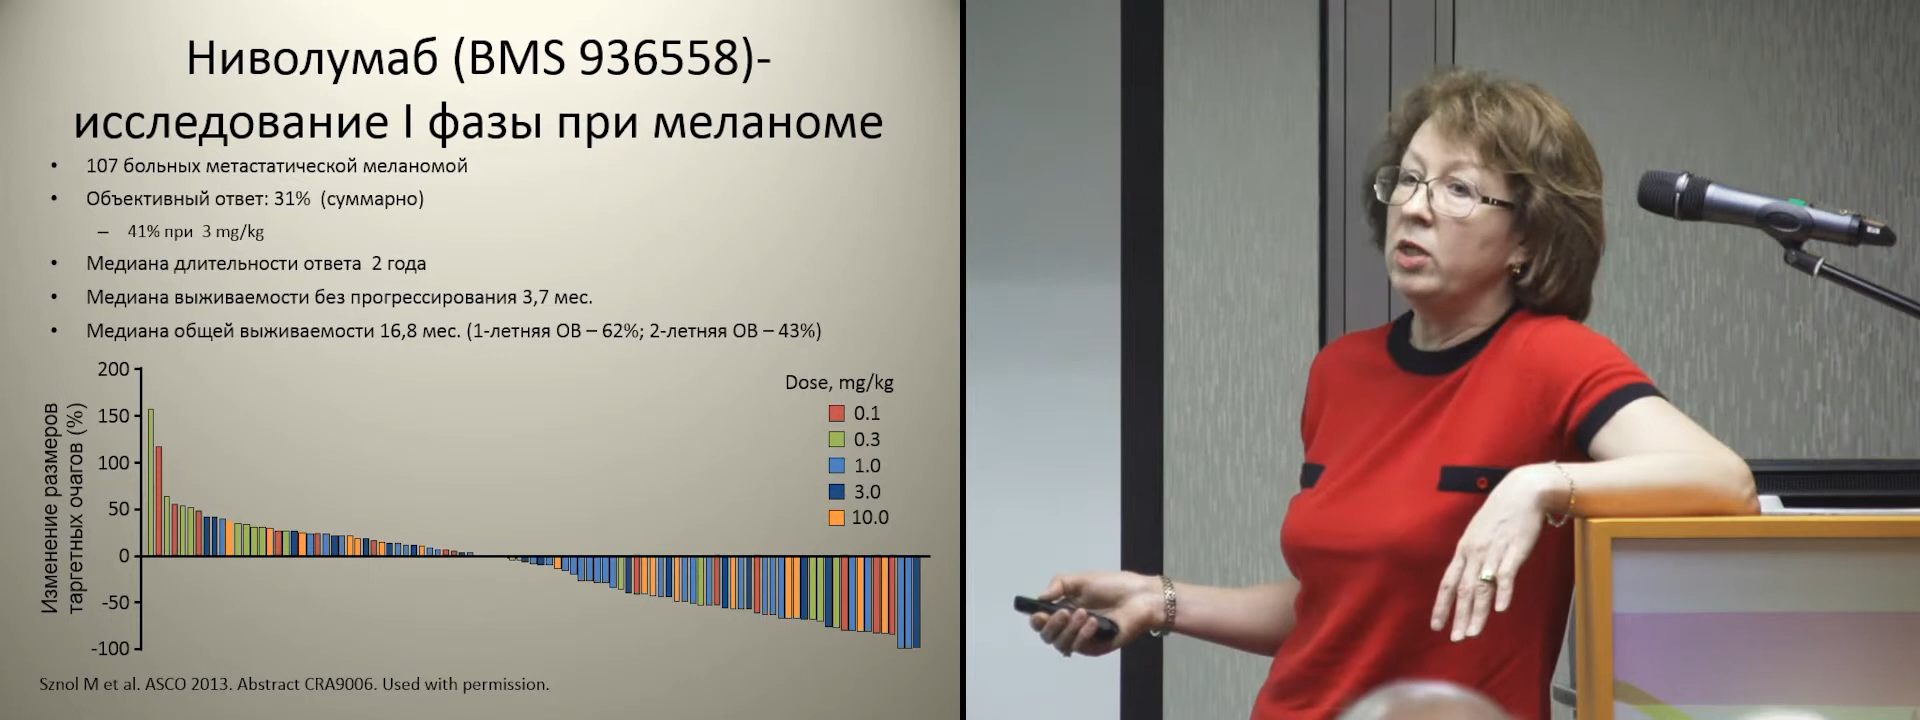 Ниволумаб (BMS 936558)-
исследование I фазы при меланоме
• 107 больных метастатической меланомой
• Объективный ответ: 31% (суммарно)
– 41% при 3 mg/kg
• Медиана длительности ответа 2 года
• Медиана выживаемости без прогрессирования 3,7 мес.
• Медиана общей выживаемости 16,8 мес. (1-летняя ОВ – 62%; 2-летняя ОВ – 43%)
Изменение размеров
таргетных очагов (%)
200
150
100
50
0
-50
-100
Dose, mg/kg
0.1
0.3
1.0
3.0
10.0
Sznol M et al. ASCO 2013. Abstract CRA9006. Used with permission.